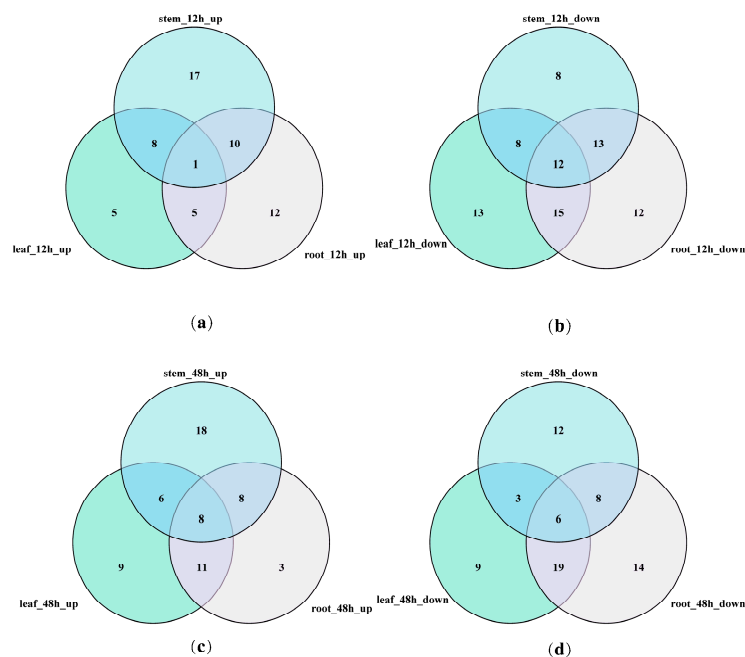 stem_12h_up
17
8
10
1
5
5
12
leaf_12h_up
root_12h_up
(a)
stem_12h_down
8
8
13
12
13
15
12
leaf_12h_down
root_12h_down
(b)
stem_48h_up
18
6
8
8
9
11
3
leaf_48h_up
root_48h_up
(c)
stem_48h_down
12
3
8
6
9
19
14
leaf_48h_down
root_48h_down
(d)